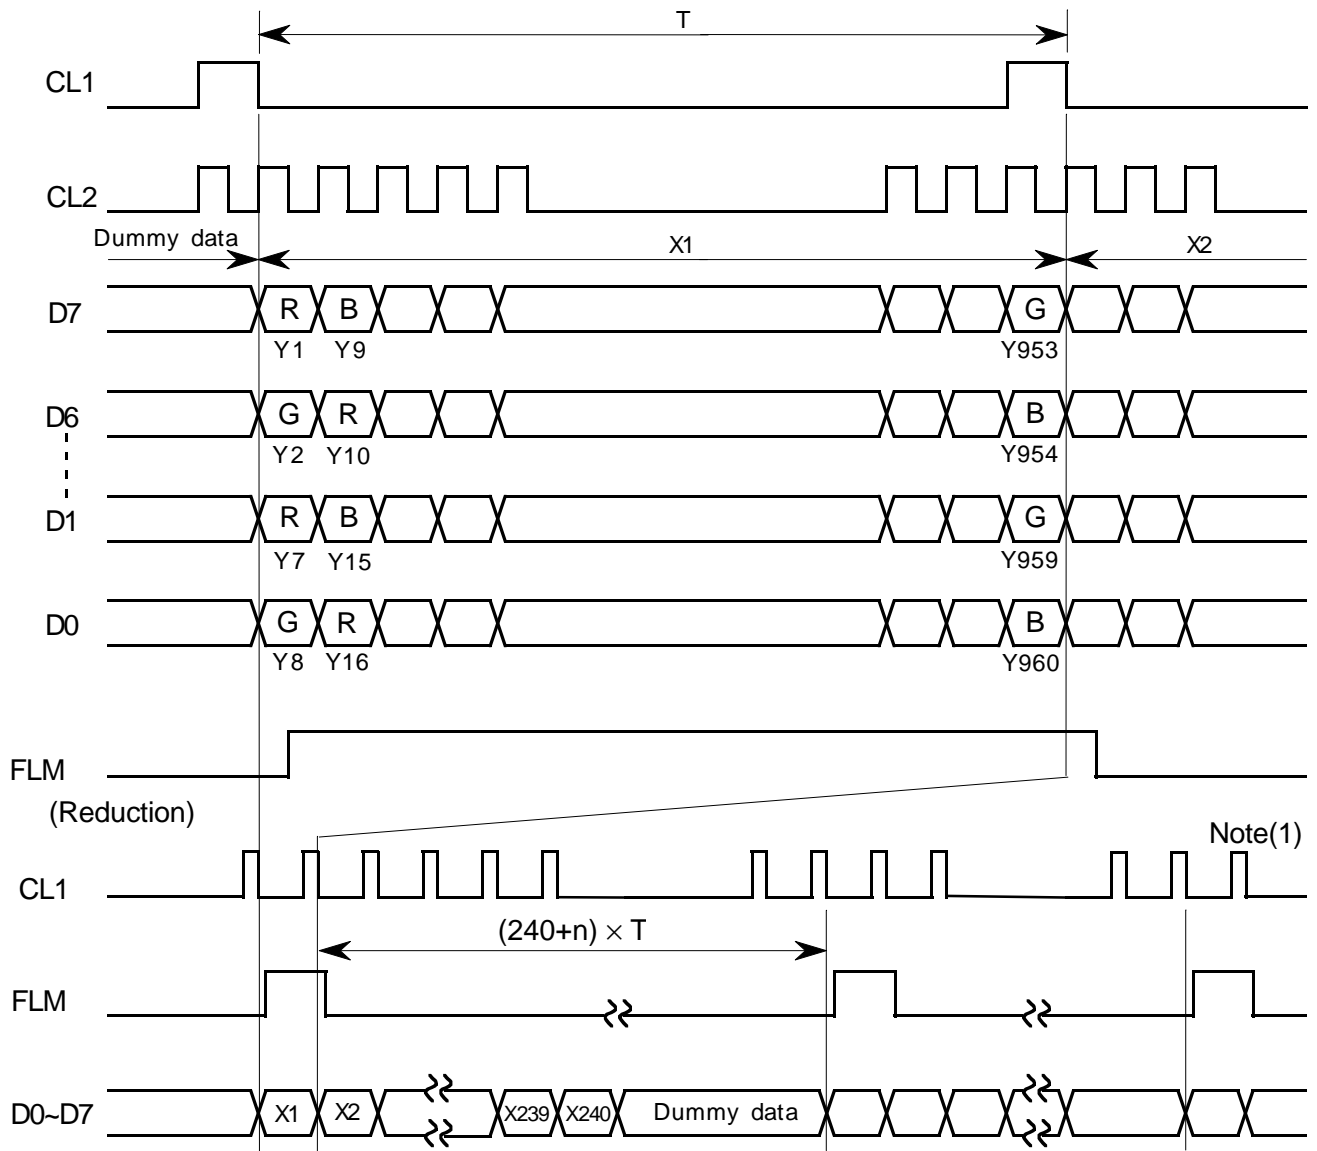 T
CL1
CL2
Dummy data
X1
X2
D7
R
B
G
Y1
Y9
Y953
D6
G
R
B
Y2
Y10
Y954
D1
R
B
G
Y7
Y15
Y959
D0
G
R
B
Y8
Y16
Y960
FLM
(Reduction)
Note(1)
CL1
(240+n) × T
FLM
D0~D7
X1
X2
X239
X240
Dummy data